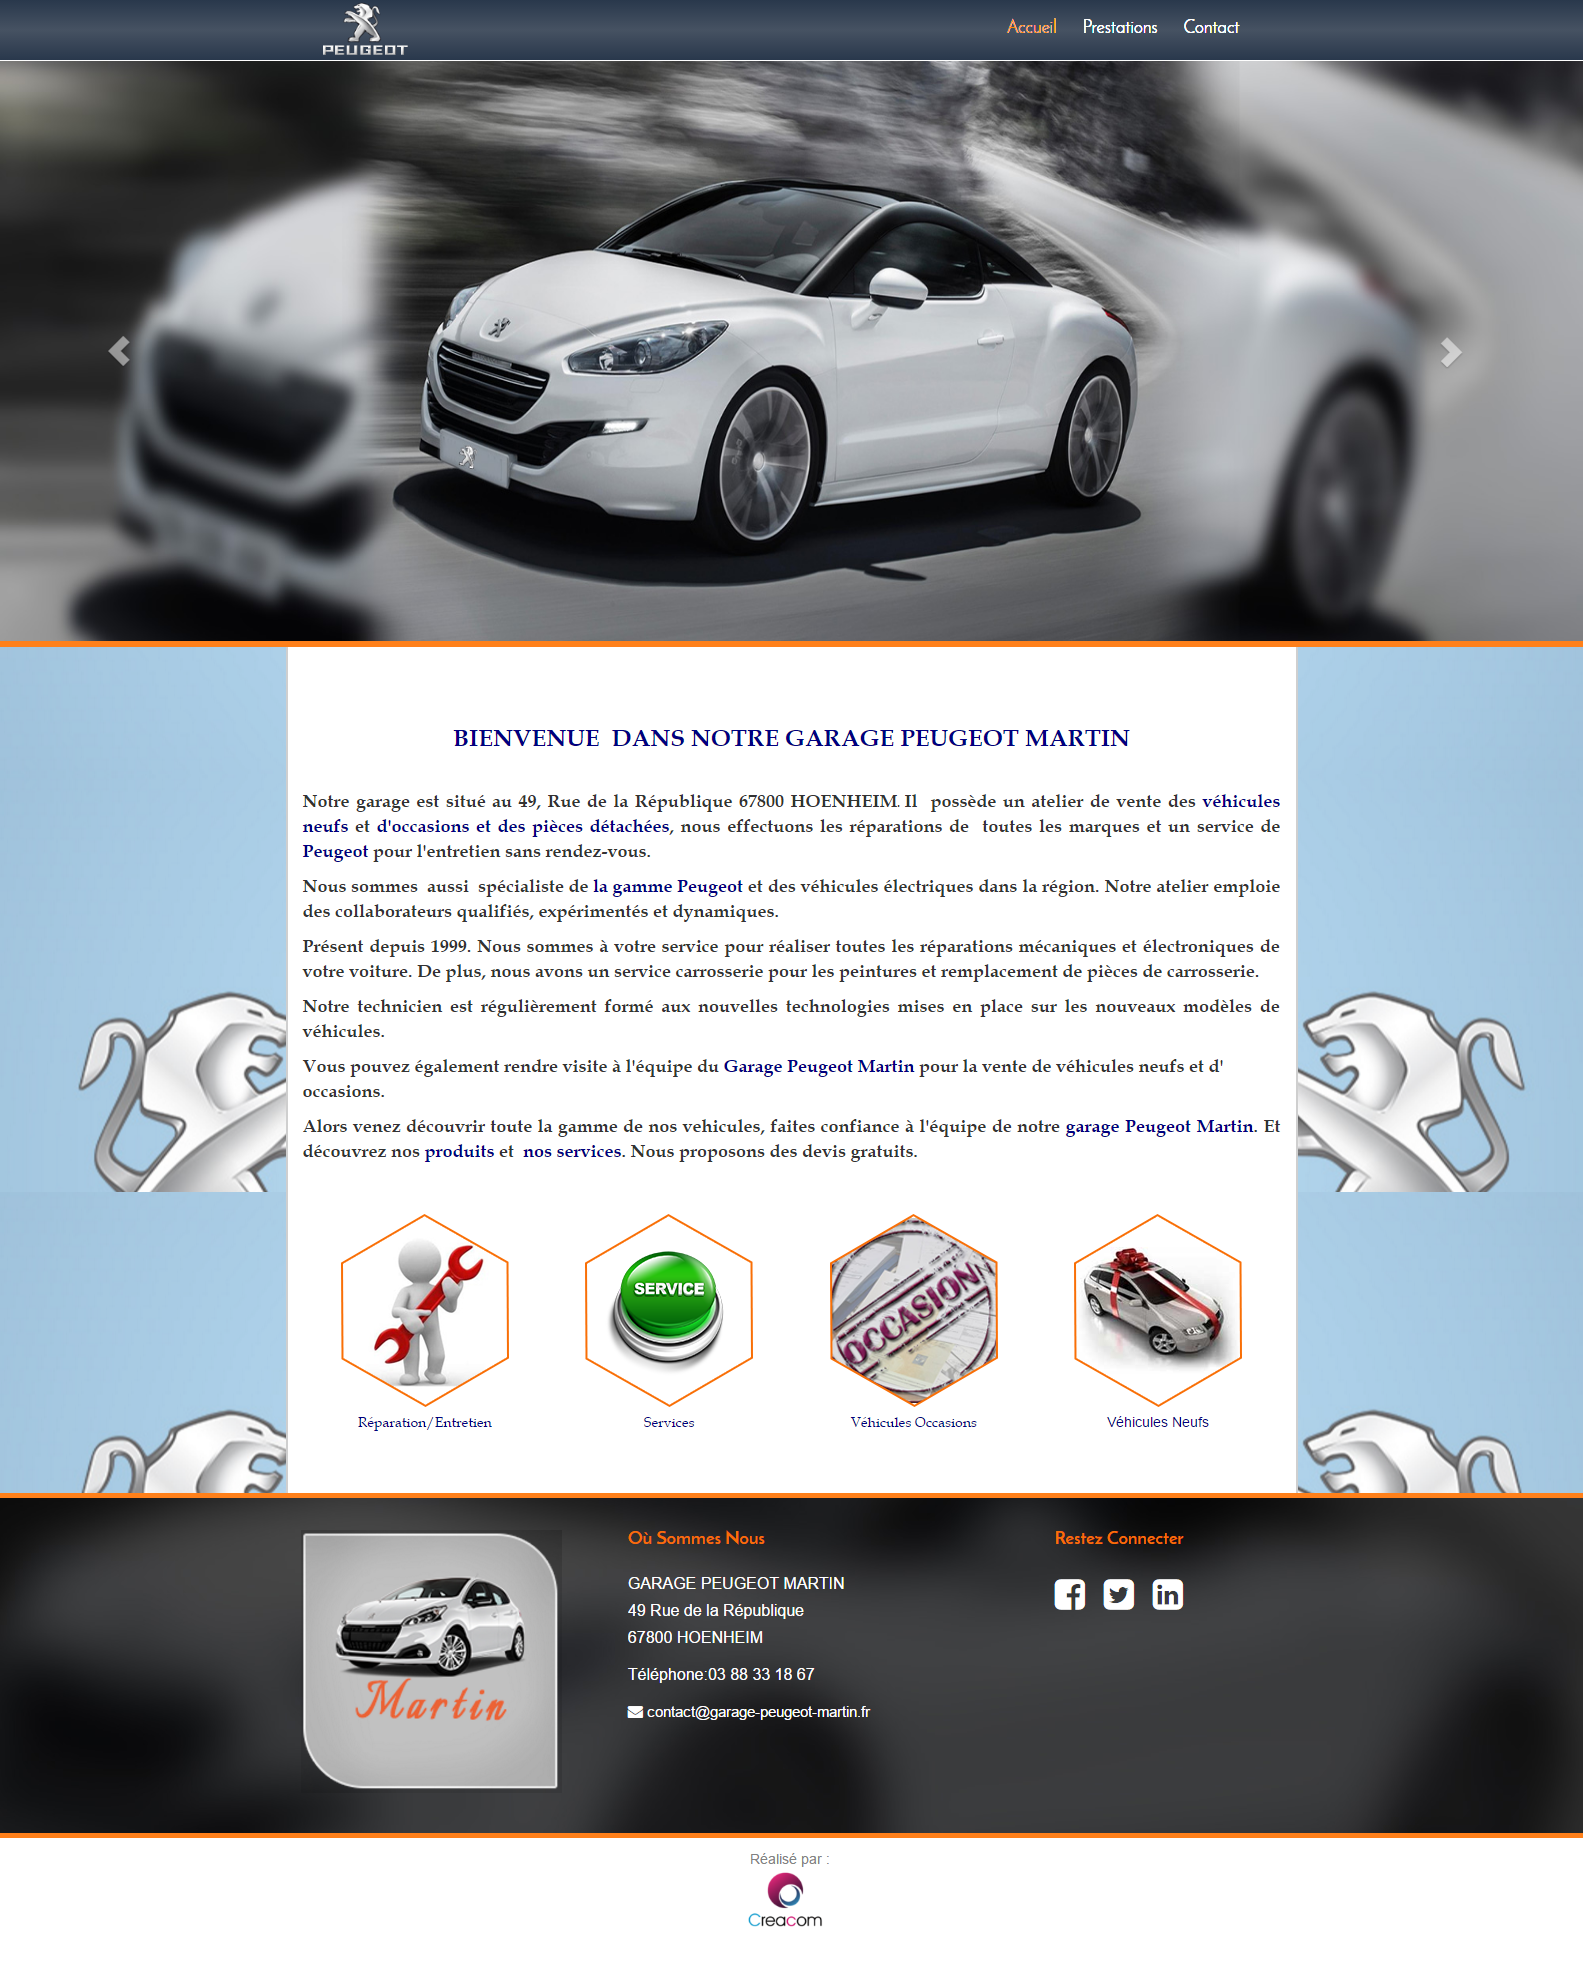 PEUGEOT
Accueil Prestations Contact
BIENVENUE  DANS NOTRE GARAGE PEUGEOT MARTIN
Notre garage est situé au 49, Rue de la République 67800 HOENHEIM. Il  possède un atelier de vente des véhicules
neufs et d'occasions et des pièces détachées, nous effectuons les réparations de  toutes les marques et un service de
Peugeot pour l'entretien sans rendez-vous.
Nous sommes  aussi  spécialiste de la gamme Peugeot et des véhicules électriques dans la région. Notre atelier emploie
des collaborateurs qualifiés, expérimentés et dynamiques.
Présent depuis 1999. Nous sommes à votre service pour réaliser toutes les réparations mécaniques et électroniques de
votre voiture. De plus, nous avons un service carrosserie pour les peintures et remplacement de pièces de carrosserie.
Notre technicien est régulièrement formé aux nouvelles technologies mises en place sur les nouveaux modèles de
véhicules.
Vous pouvez également rendre visite à l'équipe du Garage Peugeot Martin pour la vente de véhicules neufs et d'
occasions.
Alors venez découvrir toute la gamme de nos vehicules, faites confiance à l'équipe de notre garage Peugeot Martin. Et
découvrez nos produits et  nos services. Nous proposons des devis gratuits.
SERVICE
OCCASION
Réparation/Entretien
Services
Véhicules Occasions
Véhicules Neufs
Martin
Où Sommes Nous
GARAGE PEUGEOT MARTIN
49 Rue de la République
67800 HOENHEIM
Téléphone:03 88 33 18 67
contact@garage-peugeot-martin.fr
Restez Connecter
Réalisé par :
Creacom